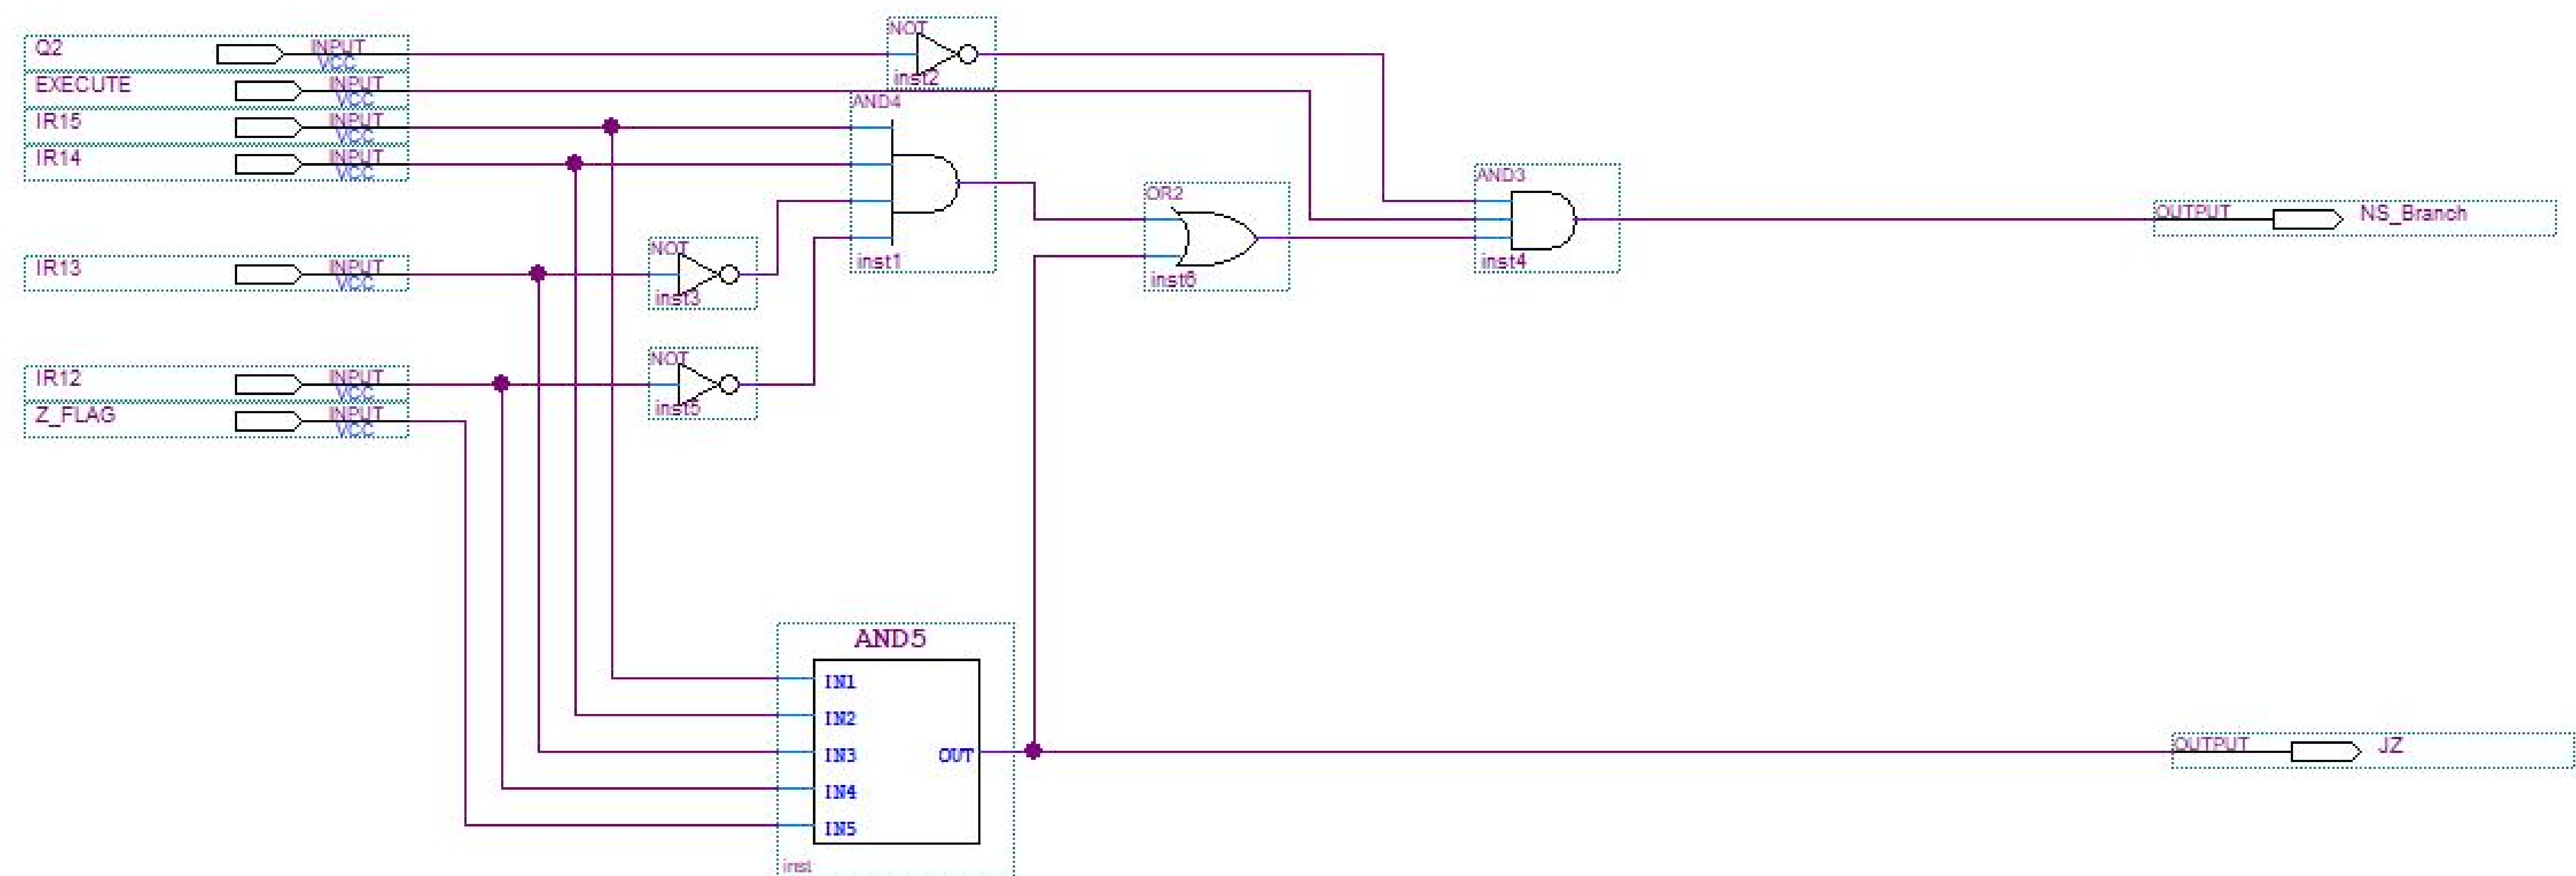 NOT
Q2 INPUT
VCC
inst2
EXECUTE INPUT
VCC
AND4
IR15 INPUT
VCC
IR14 INPUT
VCC
inst1
AND3
inst4
OR2
inst6
OUTPUT NS_Branch
NOT
IR13 INPUT
VCC
inst3
NOT
IR12 INPUT
VCC
inst5
Z_FLAG INPUT
VCC
AND5
IN1
IN2
IN3 OUT
IN4
IN5
inst
OUTPUT JZ